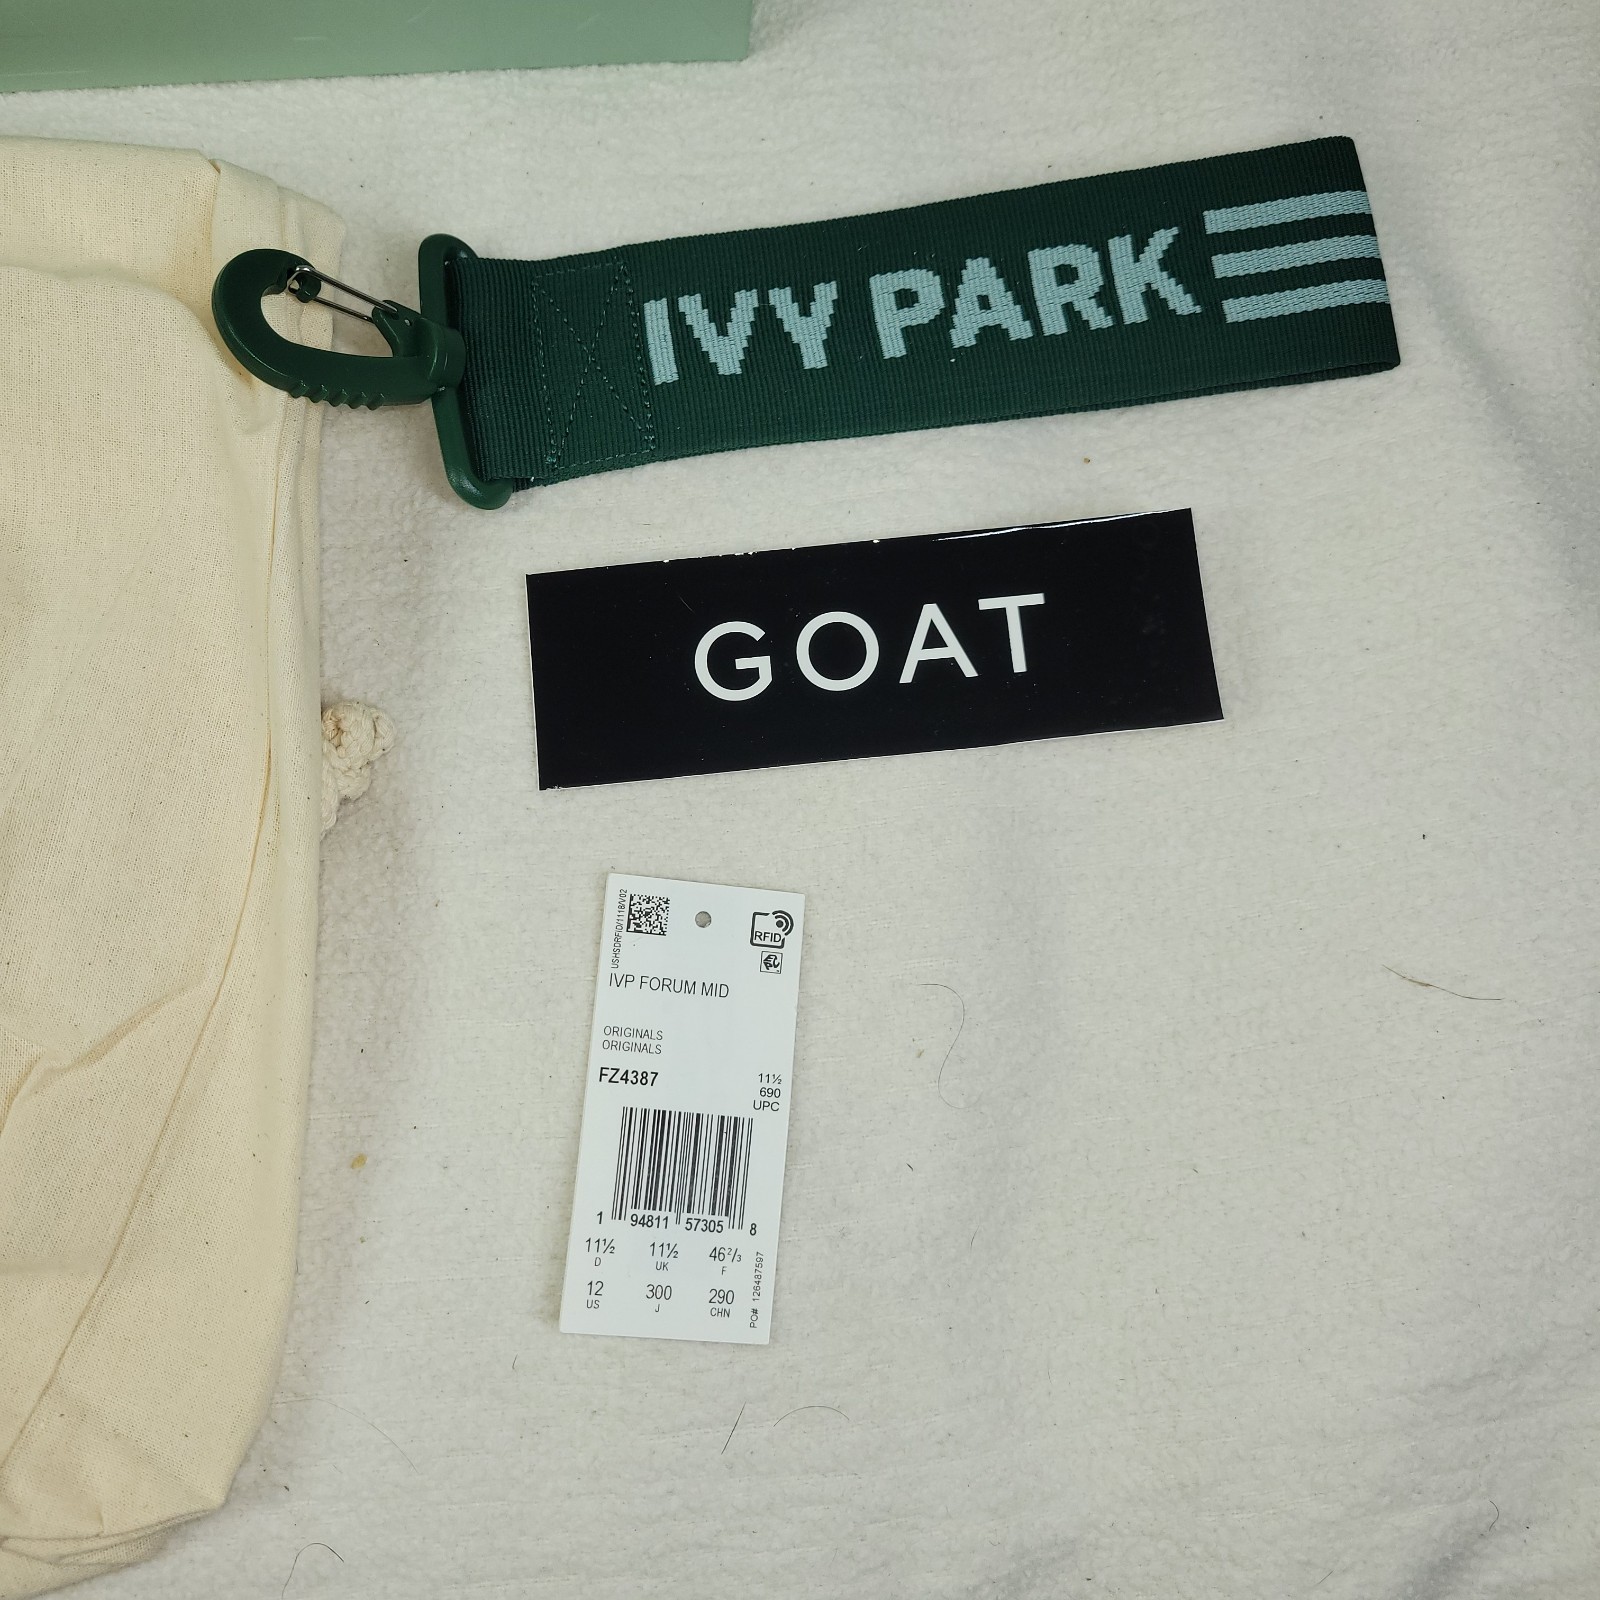 IVY PARK
GOAT
USHSDRFID/1118/V02
RFID
IVP FORUM MID
ORIGINALS
ORIGINALS
FZ4387
11½
690
UPC
1 94811 57305 8
11½ 11½ 46⅔
D UK F
12 300 290
US J CHN
PO# 126487597